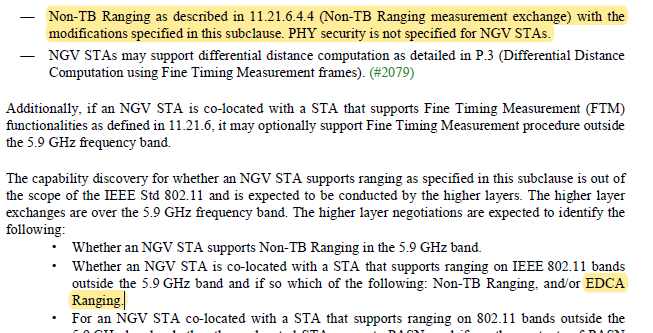 — Non-TB Ranging as described in 11.21.6.4.4 (Non-TB Ranging measurement exchange) with the
modifications specified in this subclause. PHY security is not specified for NGV STAs.
— NGV STAs may support differential distance computation as detailed in P.3 (Differential Distance
Computation using Fine Timing Measurement frames). (#2079)
Additionally, if an NGV STA is co-located with a STA that supports Fine Timing Measurement (FTM)
functionalities as defined in 11.21.6, it may optionally support Fine Timing Measurement procedure outside
the 5.9 GHz frequency band.
The capability discovery for whether an NGV STA supports ranging as specified in this subclause is out of
the scope of the IEEE Std 802.11 and is expected to be conducted by the higher layers. The higher layer
exchanges are over the 5.9 GHz frequency band. The higher layer negotiations are expected to identify the
following:
• Whether an NGV STA supports Non-TB Ranging in the 5.9 GHz band.
• Whether an NGV STA is co-located with a STA that supports ranging on IEEE 802.11 bands
outside the 5.9 GHz band and if so which of the following: Non-TB Ranging, and/or EDCA
Ranging.
• For an NGV STA co-located with a STA that supports ranging on 802.11 bands outside the